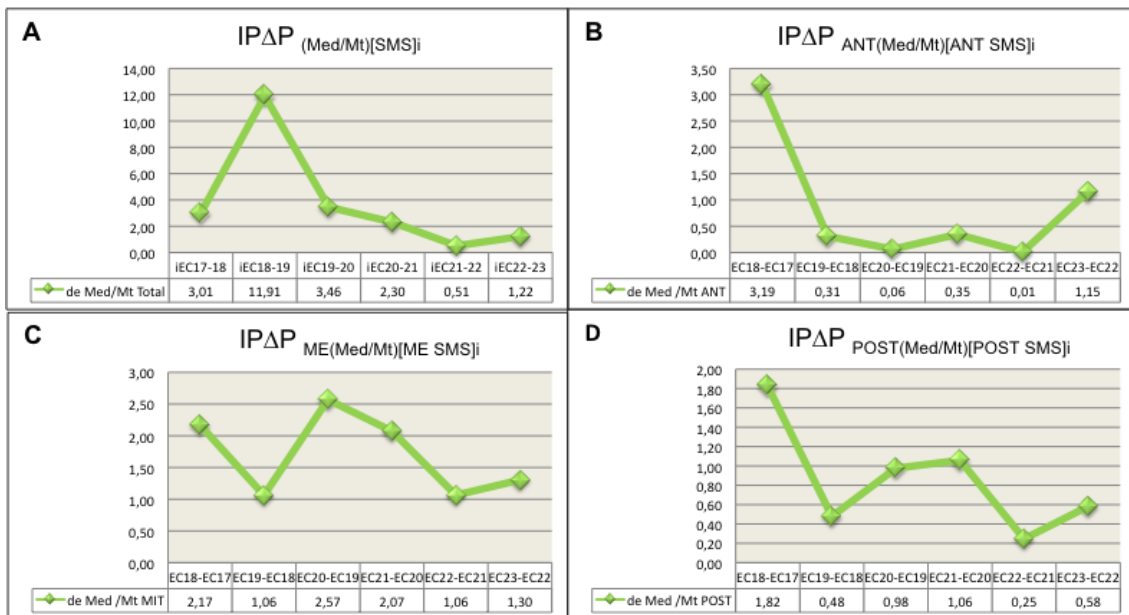 A
IP∆P (Med/Mt)[SMS]i
14,00
12,00
10,00
8,00
6,00
4,00
2,00
0,00
iEC17-18 iEC18-19 iEC19-20 iEC20-21 iEC21-22 iEC22-23
de Med/Mt Total 3,01 11,91 3,46 2,30 0,51 1,22
B
IP∆P ANT(Med/Mt)[ANT SMS]i
3,50
3,00
2,50
2,00
1,50
1,00
0,50
0,00
EC18-EC17 EC19-EC18 EC20-EC19 EC21-EC20 EC22-EC21 EC23-EC22
de Med /Mt ANT 3,19 0,31 0,06 0,35 0,01 1,15
C
IP∆P ME(Med/Mt)[ME SMS]i
3,00
2,50
2,00
1,50
1,00
0,50
0,00
EC18-EC17 EC19-EC18 EC20-EC19 EC21-EC20 EC22-EC21 EC23-EC22
de Med /Mt MIT 2,17 1,06 2,57 2,07 1,06 1,30
D
IP∆P POST(Med/Mt)[POST SMS]i
2,00
1,80
1,60
1,40
1,20
1,00
0,80
0,60
0,40
0,20
0,00
EC18-EC17 EC19-EC18 EC20-EC19 EC21-EC20 EC22-EC21 EC23-EC22
de Med /Mt POST 1,82 0,48 0,98 1,06 0,25 0,58